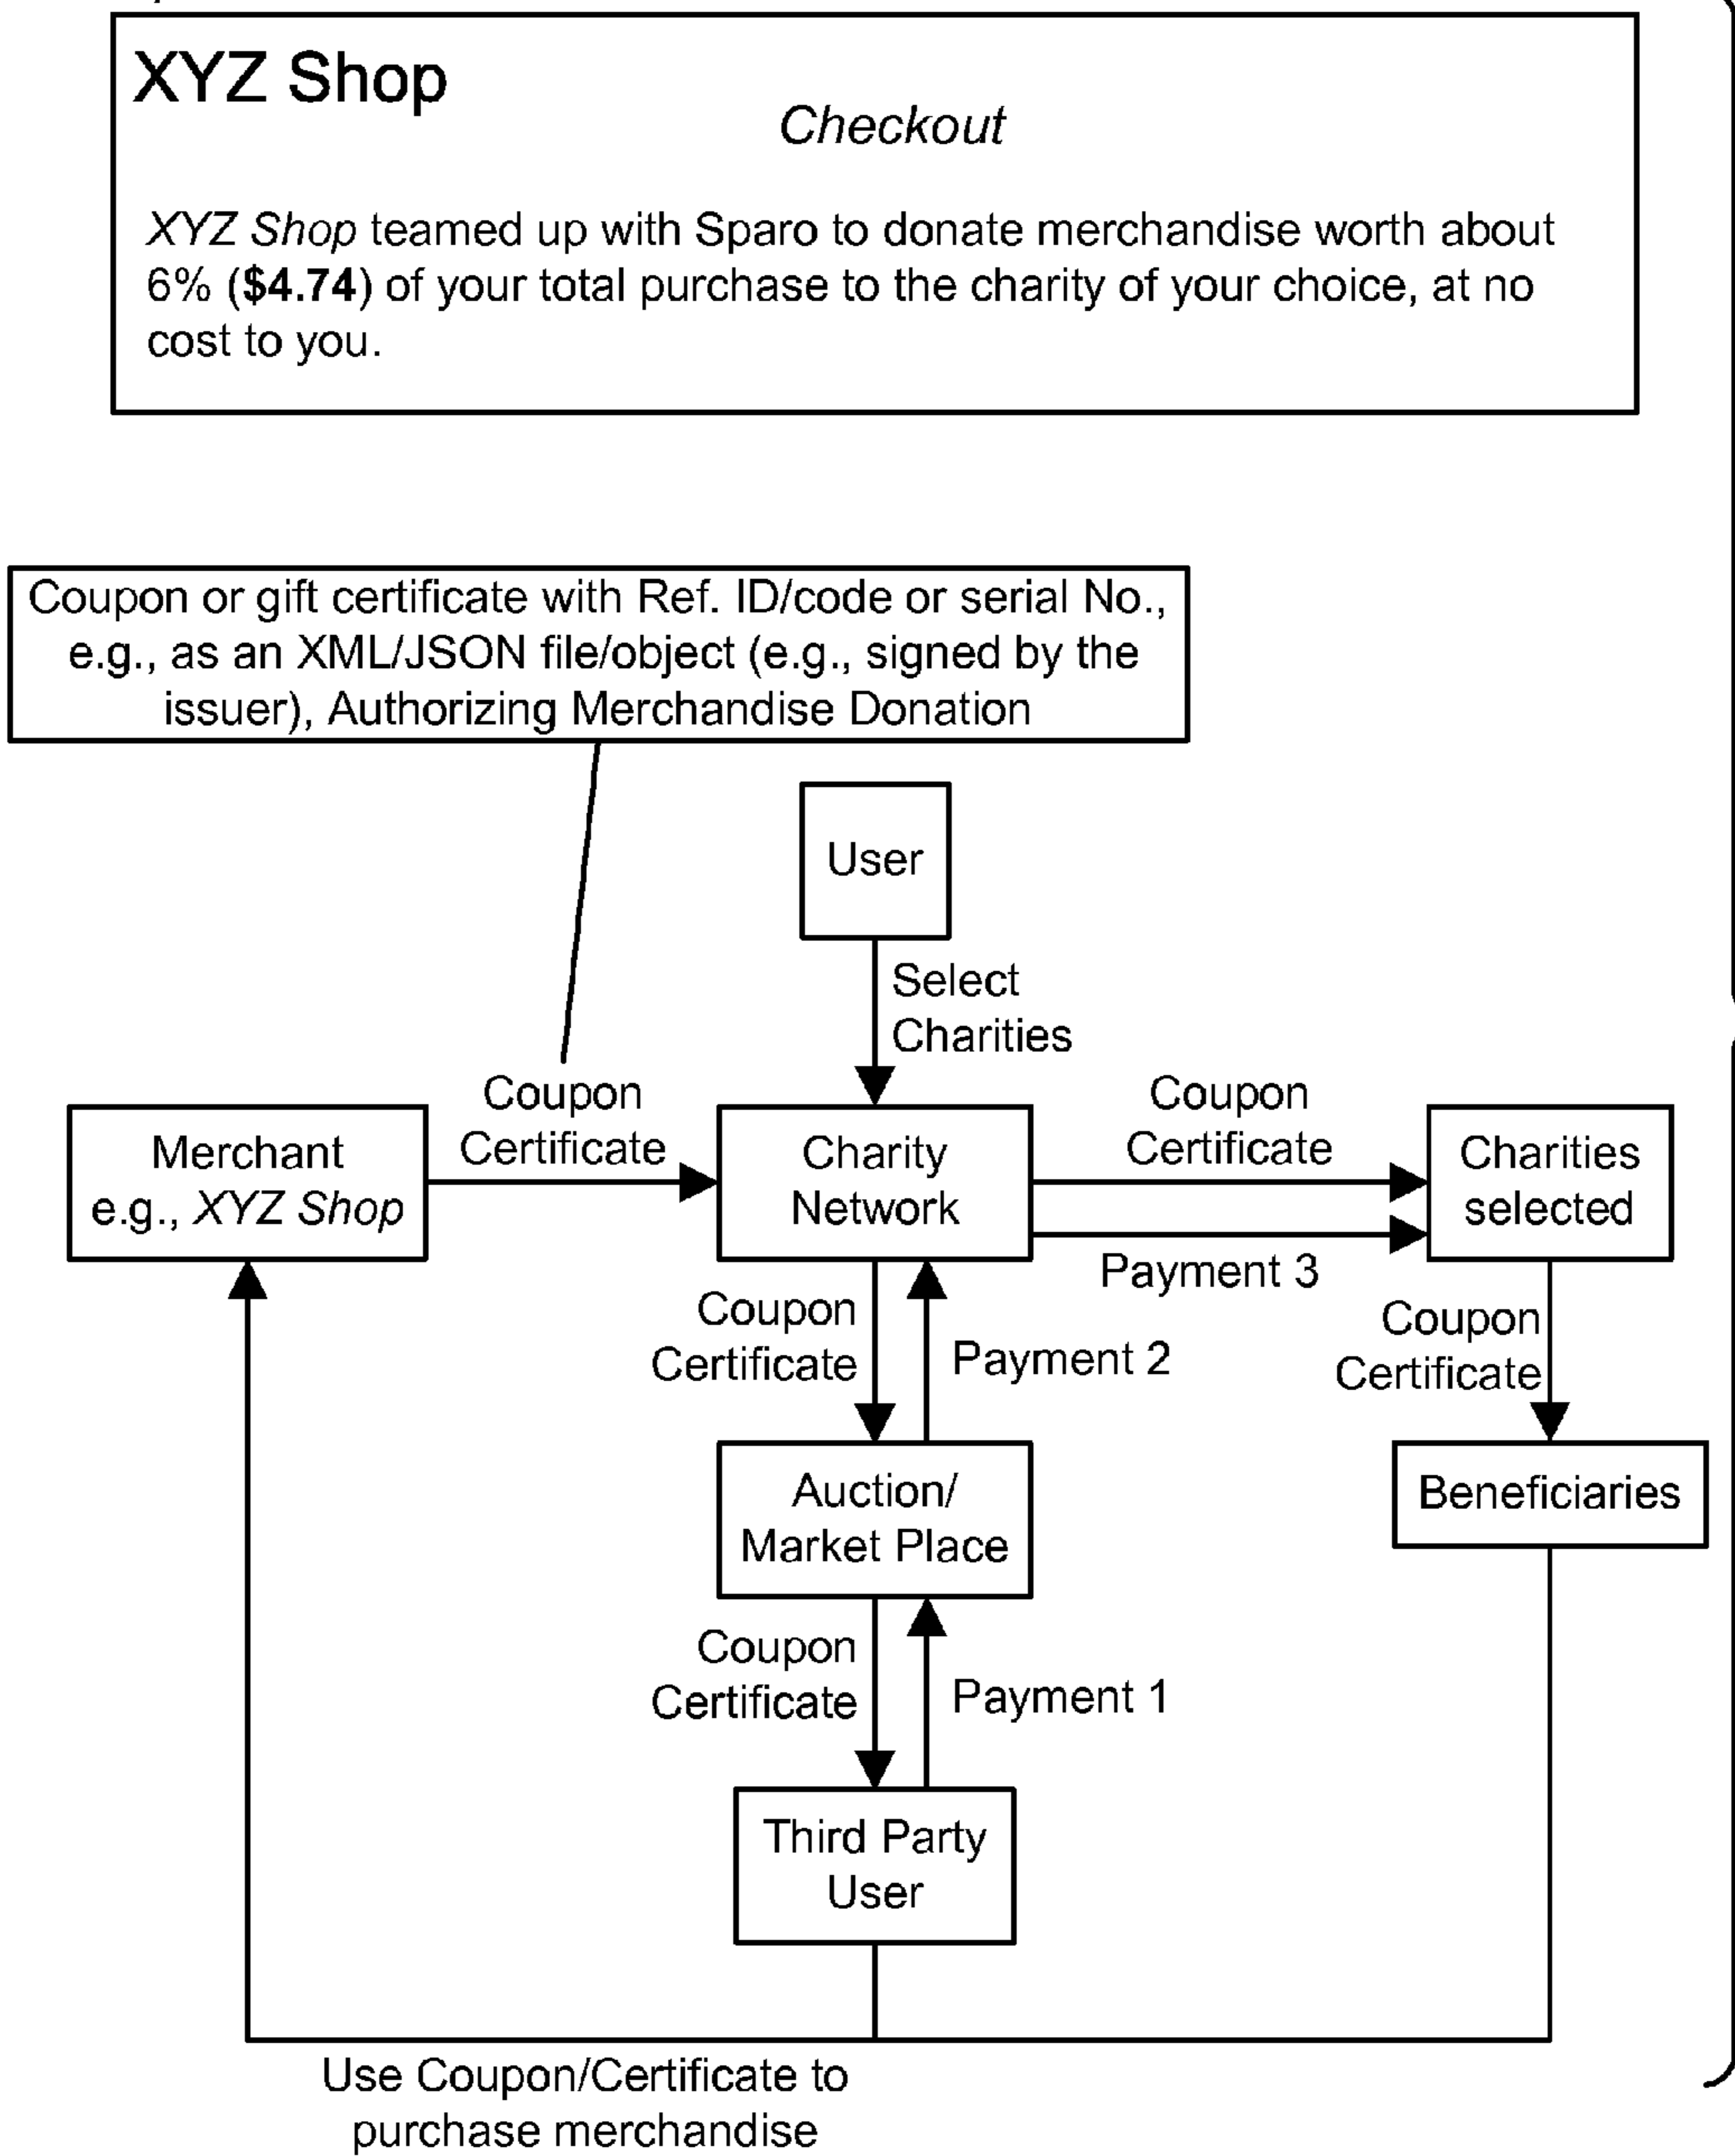 XYZ Shop
Checkout
XYZ Shop teamed up with Sparo to donate merchandise worth about
6% ($4.74) of your total purchase to the charity of your choice, at no
cost to you.
Coupon or gift certificate with Ref. ID/code or serial No.,
e.g., as an XML/JSON file/object (e.g., signed by the
issuer), Authorizing Merchandise Donation
User
Select
Charities
Merchant
e.g., XYZ Shop
Coupon
Certificate
Charity
Network
Coupon
Certificate
Payment 3
Charities
selected
Coupon
Certificate
Payment 2
Coupon
Certificate
Auction/
Market Place
Beneficiaries
Coupon
Certificate
Payment 1
Third Party
User
Use Coupon/Certificate to
purchase merchandise